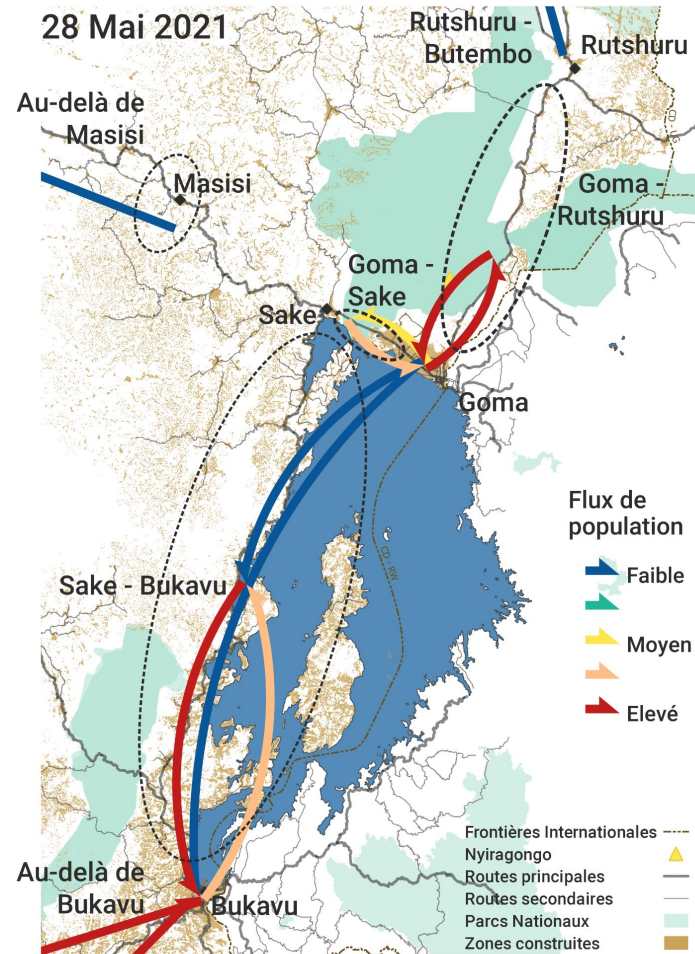 28 Mai 2021
Rutshuru -
Butembo
Rutshuru
Au-delà de
Masisi
Masisi
Goma -
Rutshuru
Goma -
Sake
Sake
Goma
Flux de
population
Faible
Moyen
Elevé
CD - RW
Sake - Bukavu
Au-delà de
Bukavu
Bukavu
Frontières Internationales
Nyiragongo
Routes principales
Routes secondaires
Parcs Nationaux
Zones construites